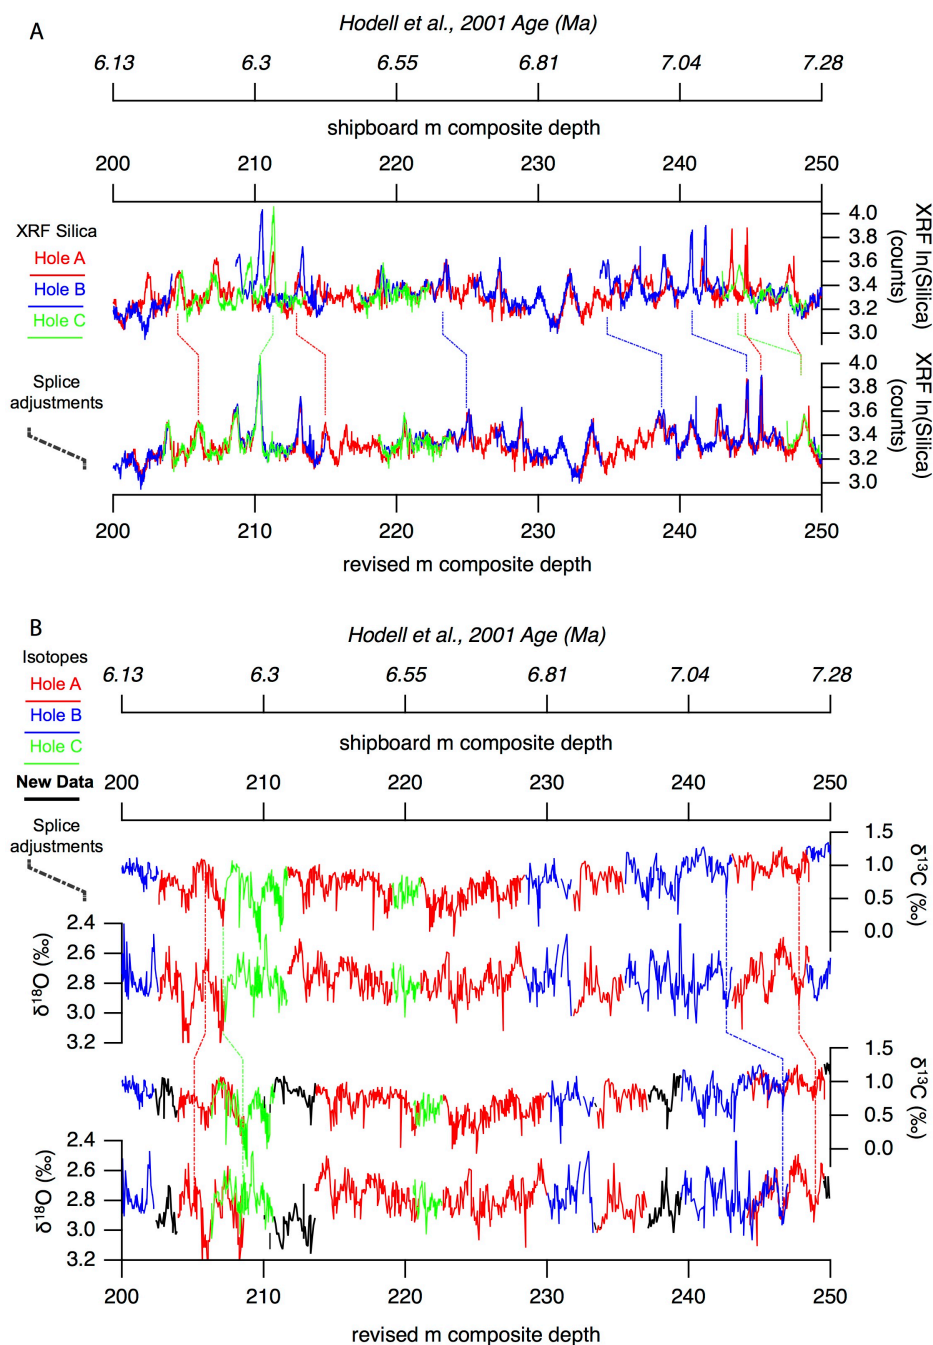 A
Hodell et al., 2001 Age (Ma)
6.13 6.3 6.55 6.81 7.04 7.28
shipboard m composite depth
200 210 220 230 240 250
XRF Silica
Hole A
Hole B
Hole C
4.0
3.8
3.6
3.4
3.2
3.0
XRF ln(Silica)
(counts)
Splice
adjustments
4.0
3.8
3.6
3.4
3.2
3.0
XRF ln(Silica)
(counts)
200 210 220 230 240 250
revised m composite depth
B
Hodell et al., 2001 Age (Ma)
Isotopes
Hole A
Hole B
Hole C
New Data
Splice
adjustments
6.13 6.3 6.55 6.81 7.04 7.28
shipboard m composite depth
200 210 220 230 240 250
1.5
1.0
0.5
0.0
δ¹³C (‰)
2.4
2.6
2.8
3.0
3.2
δ¹⁸O (‰)
1.5
1.0
0.5
0.0
δ¹³C (‰)
2.4
2.6
2.8
3.0
3.2
δ¹⁸O (‰)
200 210 220 230 240 250
revised m composite depth